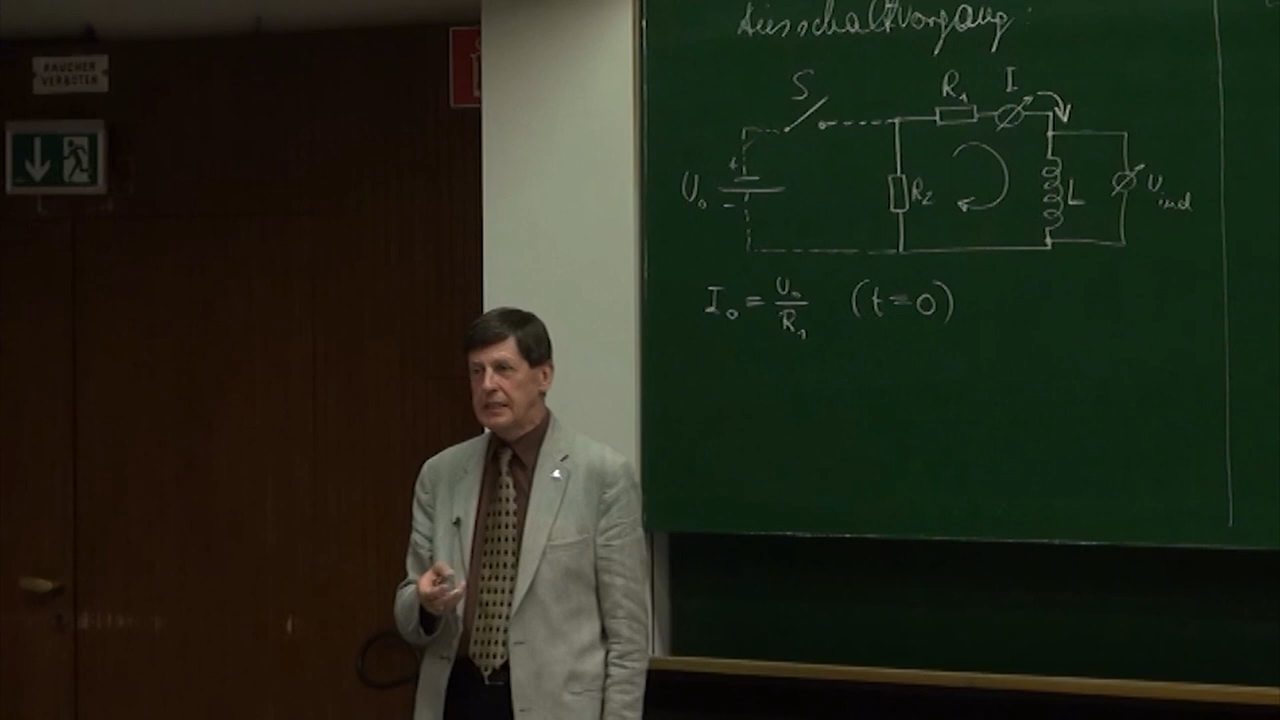 RAUCHEN
VERBOTEN
Ausschaltvorgang:
S
R₁
I
+
U₀
-
R₂
L
U_ind
I₀ = U₀/R₁ (t=0)